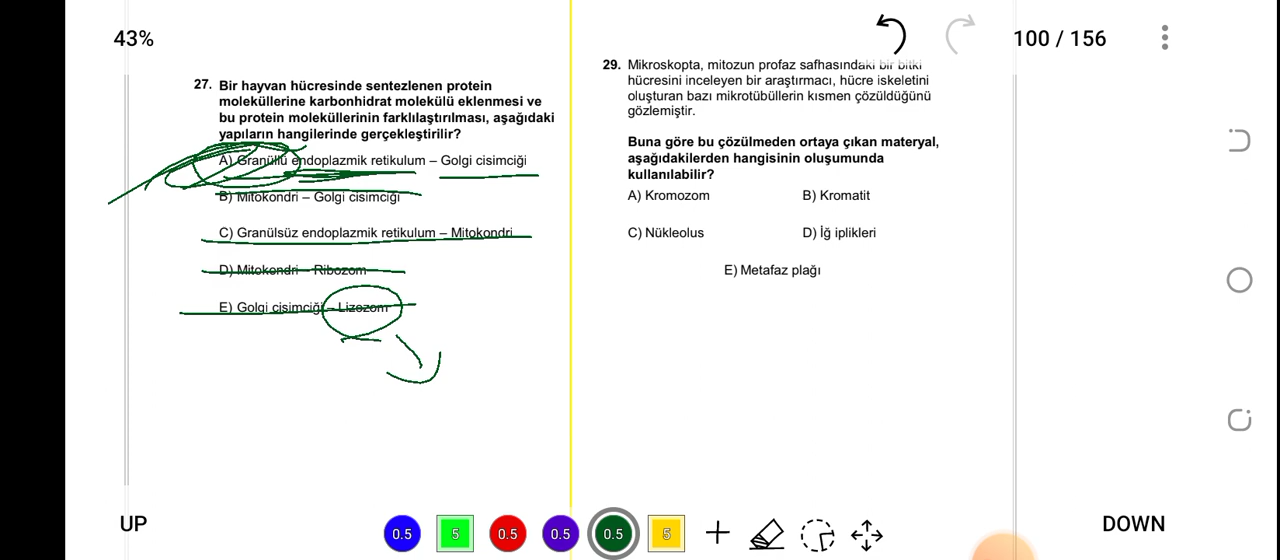 43%
100 / 156
27. Bir hayvan hücresinde sentezlenen protein
moleküllerine karbonhidrat molekülü eklenmesi ve
bu protein moleküllerinin farklılaştırılması, aşağıdaki
yapıların hangilerinde gerçekleştirilir?
A) Granüllü endoplazmik retikulum – Golgi cisimciği
B) Mitokondri – Golgi cisimciği
C) Granülsüz endoplazmik retikulum – Mitokondri
D) Mitokondri – Ribozom
E) Golgi cisimciği – Lizozom
29. Mikroskopta, mitozun profaz safhasındaki bir bitki
hücresini inceleyen bir araştırmacı, hücre iskeletini
oluşturan bazı mikrotübüllerin kısmen çözüldüğünü
gözlemiştir.
Buna göre bu çözülmeden ortaya çıkan materyal,
aşağıdakilerden hangisinin oluşumunda
kullanılabilir?
A) Kromozom B) Kromatit
C) Nükleolus D) İğ iplikleri
E) Metafaz plağı
UP
0.5 5 0.5 0.5 0.5 5
DOWN